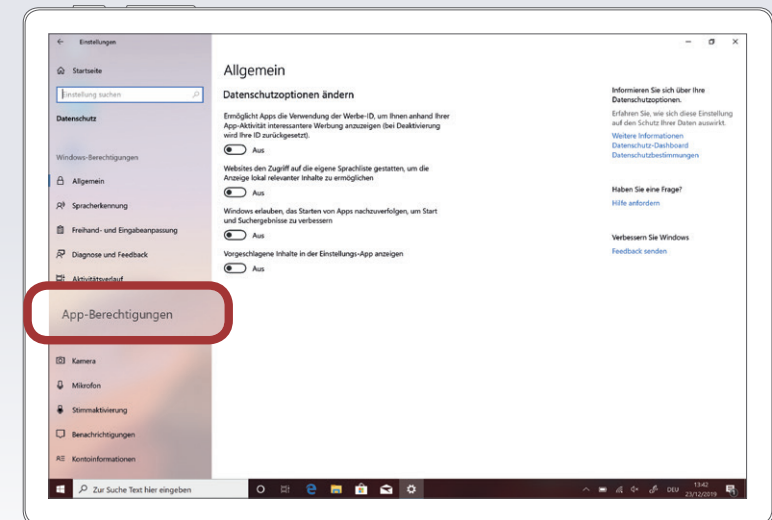 Einstellungen
Startseite
Einstellung suchen
Datenschutz
Windows-Berechtigungen
Allgemein
Spracherkennung
Freihand- und Eingabeanpassung
Diagnose und Feedback
Aktivitätsverlauf
App-Berechtigungen
Kamera
Mikrofon
Stimmaktivierung
Benachrichtigungen
Kontoinformationen
Allgemein
Datenschutzoptionen ändern
Ermöglicht Apps die Verwendung der Werbe-ID, um Ihnen anhand Ihrer
App-Aktivität interessantere Werbung anzuzeigen (bei Deaktivierung
wird Ihre ID zurückgesetzt).
Aus
Websites den Zugriff auf die eigene Sprachliste gestatten, um die
Anzeige lokal relevanter Inhalte zu ermöglichen
Aus
Windows erlauben, das Starten von Apps nachzuverfolgen, um Start
und Suchergebnisse zu verbessern
Aus
Vorgeschlagene Inhalte in der Einstellungs-App anzeigen
Aus
Informieren Sie sich über Ihre
Datenschutzoptionen.
Erfahren Sie, wie sich diese Einstellung
auf den Schutz Ihrer Daten auswirkt.
Weitere Informationen
Datenschutz-Dashboard
Datenschutzbestimmungen
Haben Sie eine Frage?
Hilfe anfordern
Verbessern Sie Windows
Feedback senden
Zur Suche Text hier eingeben
DEU
13:42
23/12/2019